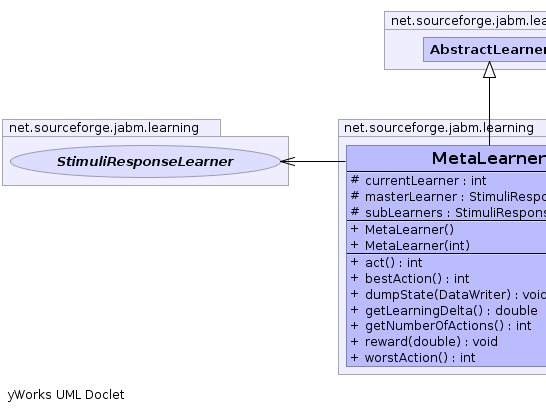 net.sourceforge.jabm.lea
AbstractLearner
net.sourceforge.jabm.learning
StimuliResponseLearner
net.sourceforge.jabm.learning
MetaLearner
# currentLearner : int
# masterLearner : StimuliRespo
# subLearners : StimuliRespons
+ MetaLearner()
+ MetaLearner(int)
+ act() : int
+ bestAction() : int
+ dumpState(DataWriter) : void
+ getLearningDelta() : double
+ getNumberOfActions() : int
+ reward(double) : void
+ worstAction() : int
yWorks UML Doclet